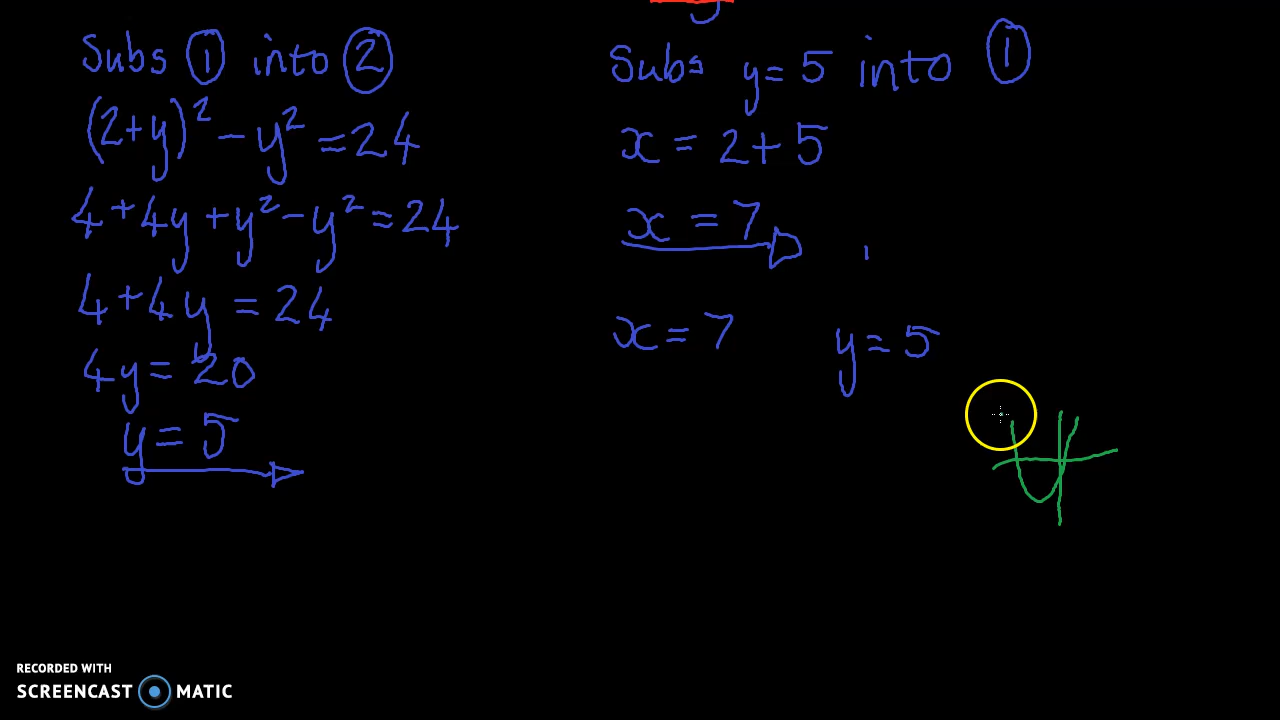 Subs ① into ②
(2+y)² - y² = 24
4 + 4y + y² - y² = 24
4 + 4y = 24
4y = 20
y = 5
Subs y = 5 into ①
x = 2 + 5
x = 7
x = 7 y = 5
RECORDED WITH
SCREENCAST MATIC